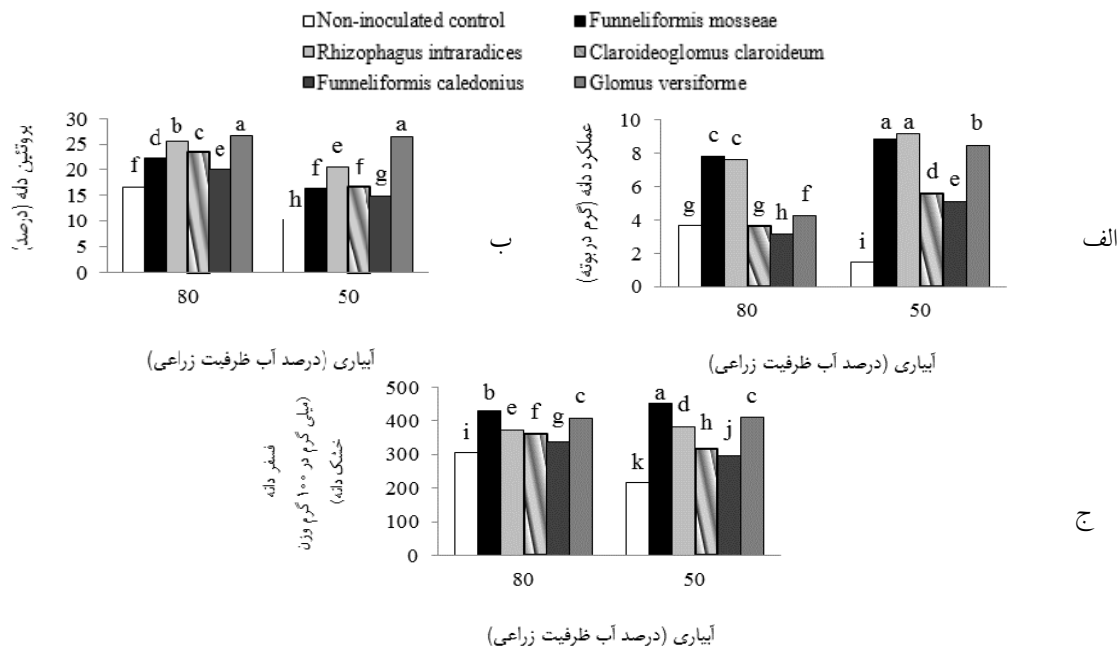 Non-inoculated control Funneliformis mosseae
Rhizophagus intraradices Claroideoglomus claroideum
Funneliformis caledonius Glomus versiforme
الف
عملکرد دانه (گرم در بوته)
10
8
6
4
2
0
g c c g h f
i a a d e b
80 50
آبیاری (درصد آب ظرفیت زراعی)
ب
پروتئین دانه (درصد)
30
25
20
15
10
5
0
f d b c e a
h f e f g a
80 50
آبیاری (درصد آب ظرفیت زراعی)
ج
فسفر دانه
(میلی گرم در ۱۰۰ گرم وزن
خشک دانه)
500
400
300
200
100
0
i b e f g c
k a d h j c
80 50
آبیاری (درصد آب ظرفیت زراعی)